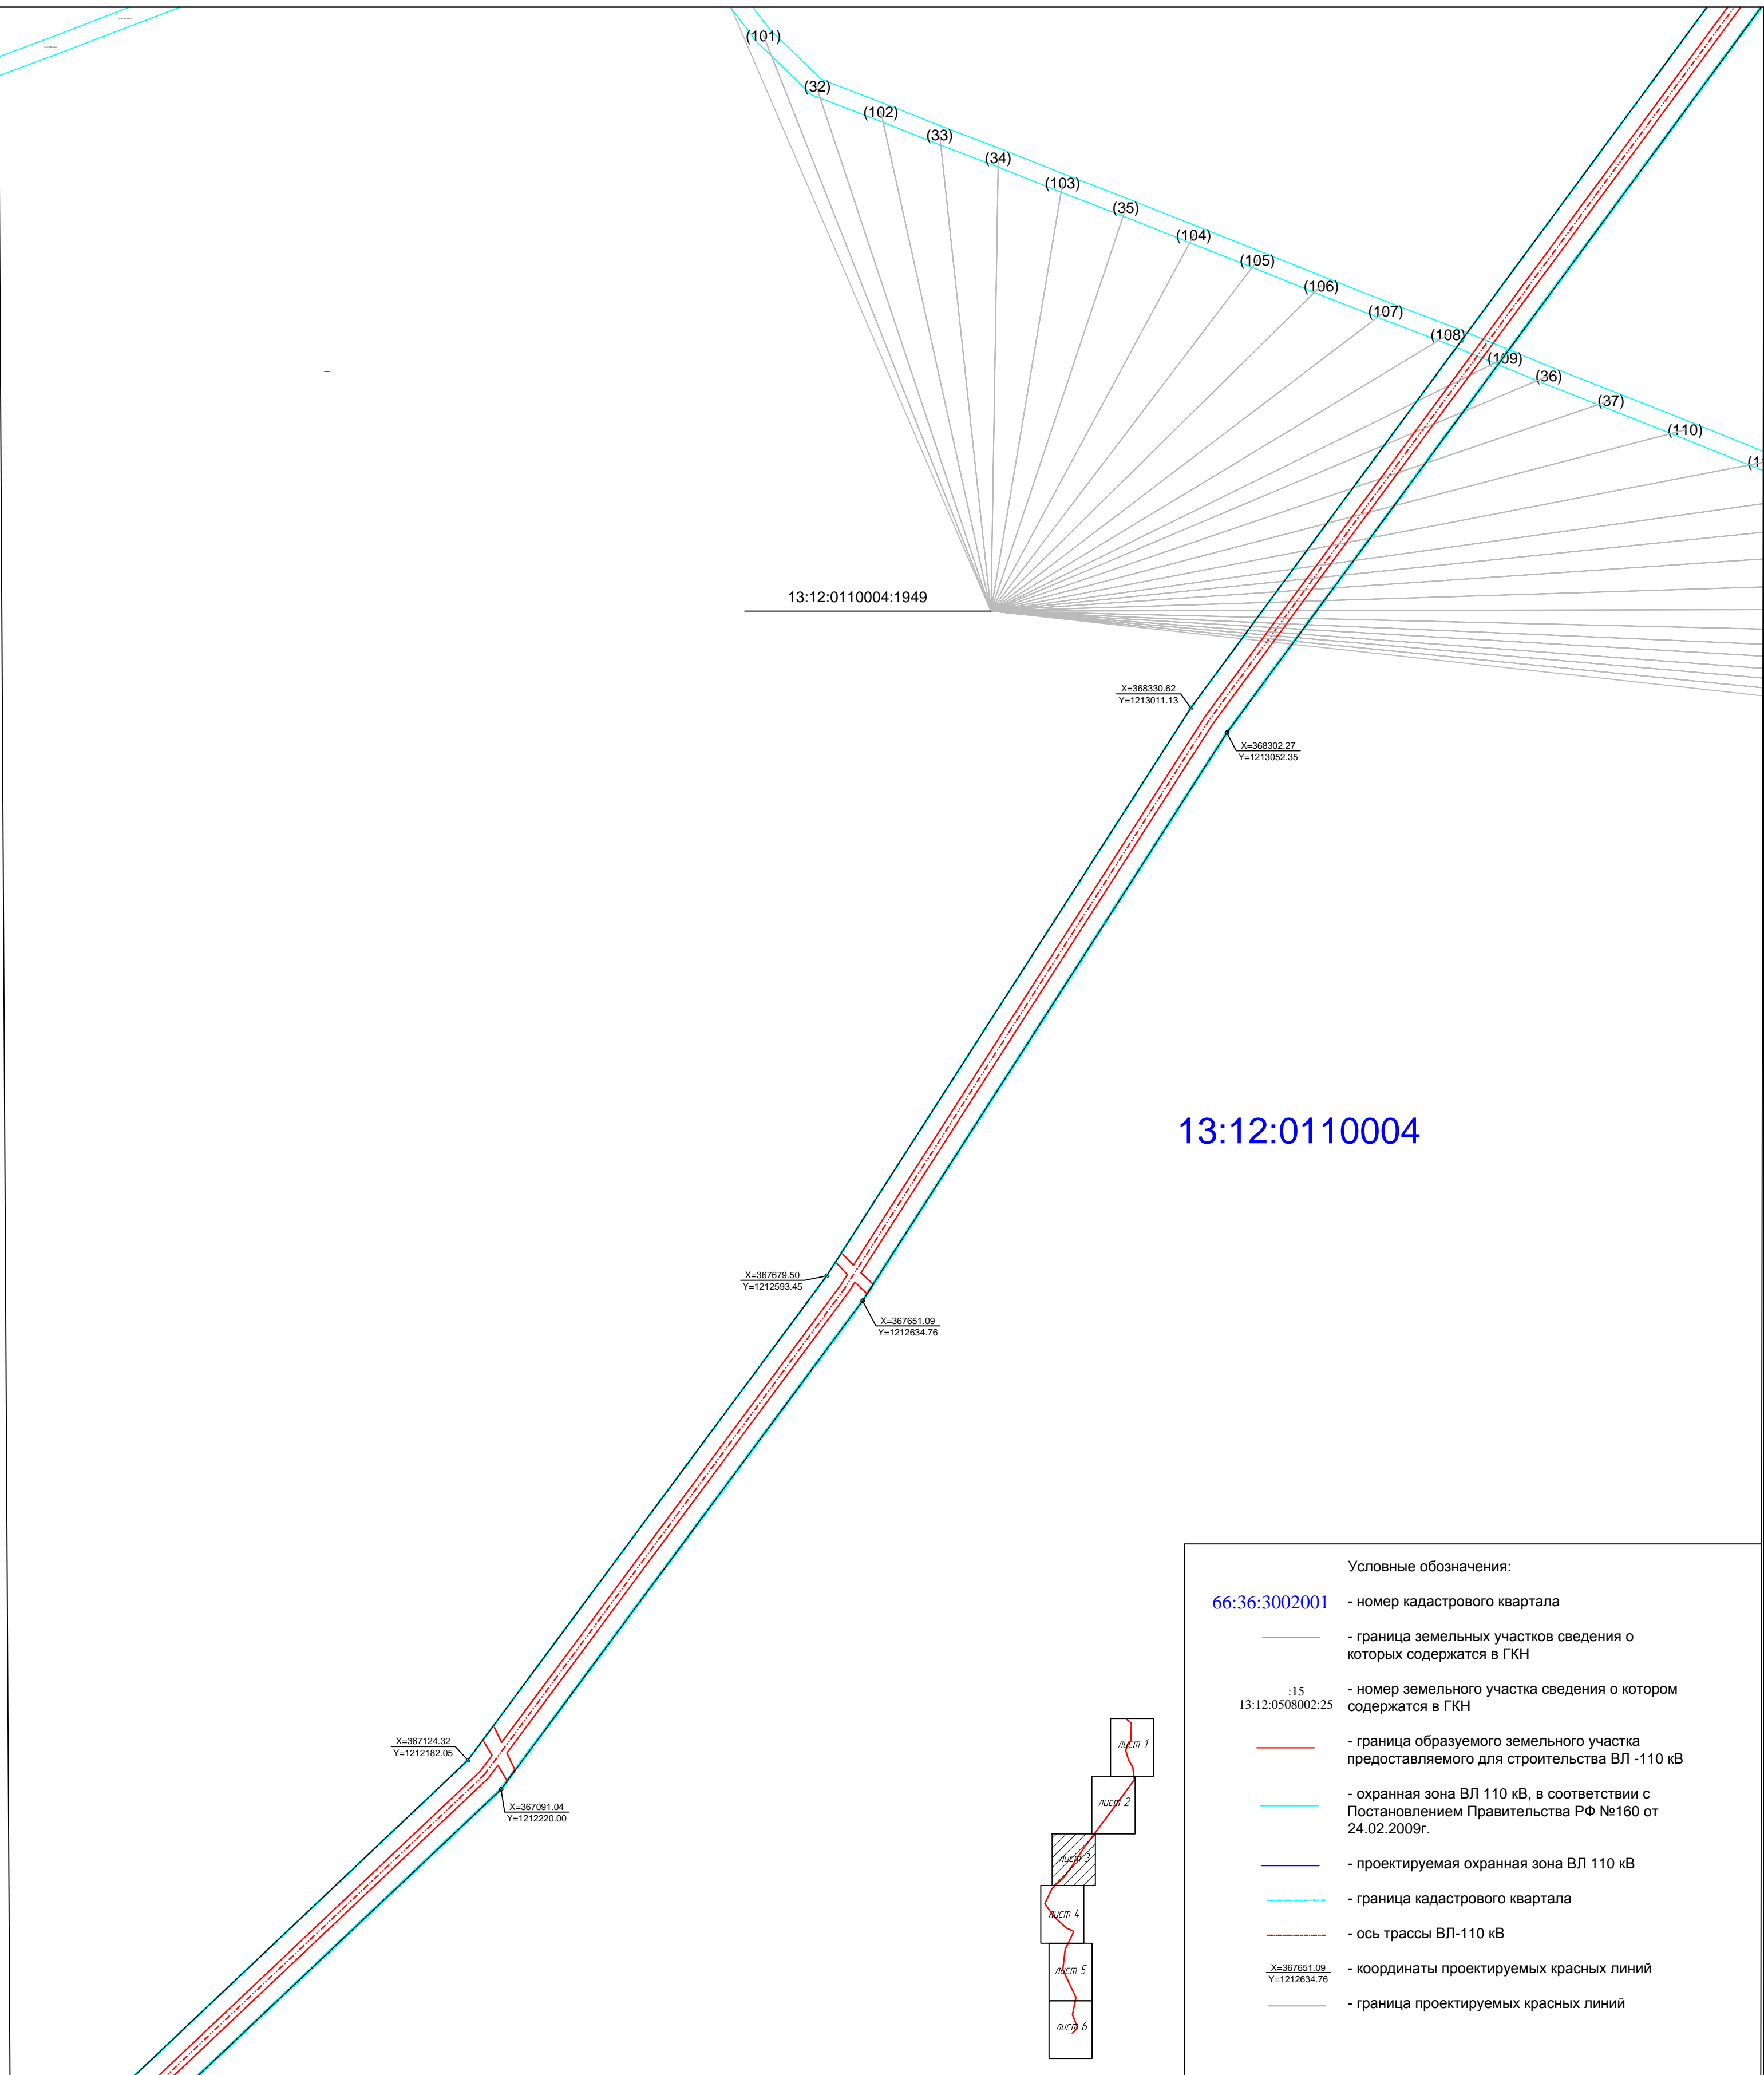 (101)
(32)
(102)
(33)
(34)
(103)
(35)
(104)
(105)
(106)
(107)
(108)
(109)
(36)
(37)
(110)
(1
13:12:0110004:1949
X=368330.62
Y=1213011.13
X=368302.27
Y=1213052.35
13:12:0110004
X=367679.50
Y=1212593.45
X=367651.09
Y=1212634.76
X=367124.32
Y=1212182.05
X=367091.04
Y=1212220.00
лист 1
лист 2
лист 3
лист 4
лист 5
лист 6
Условные обозначения:
66:36:3002001 - номер кадастрового квартала
- граница земельных участков сведения о
которых содержатся в ГКН
:15 - номер земельного участка сведения о котором
13:12:0508002:25 содержатся в ГКН
- граница образуемого земельного участка
предоставляемого для строительства ВЛ -110 кВ
- охранная зона ВЛ 110 кВ, в соответствии с
Постановлением Правительства РФ №160 от
24.02.2009г.
- проектируемая охранная зона ВЛ 110 кВ
- граница кадастрового квартала
- ось трассы ВЛ-110 кВ
X=367651.09
Y=1212634.76
- координаты проектируемых красных линий
- граница проектируемых красных линий